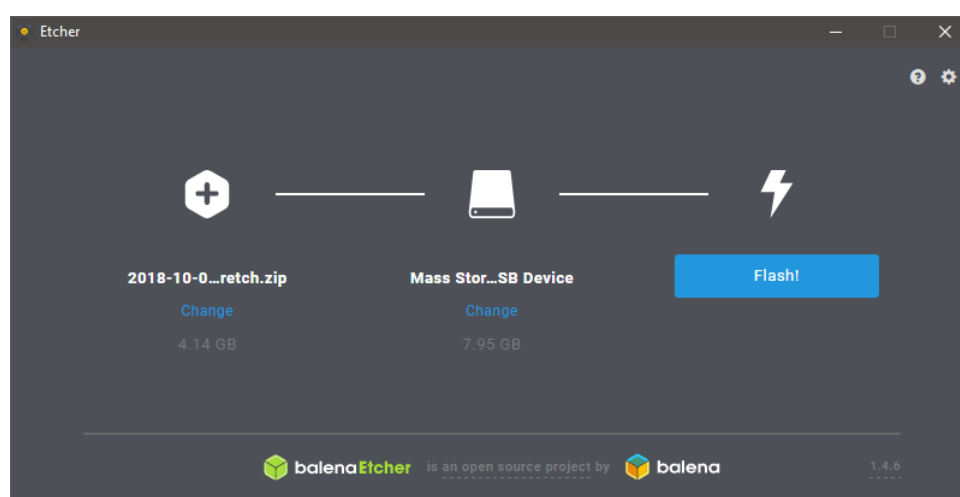 Etcher
2018-10-0...retch.zip
Change
4.14 GB
Mass Stor...SB Device
Change
7.95 GB
Flash!
balenaEtcher is an open source project by balena
1.4.6